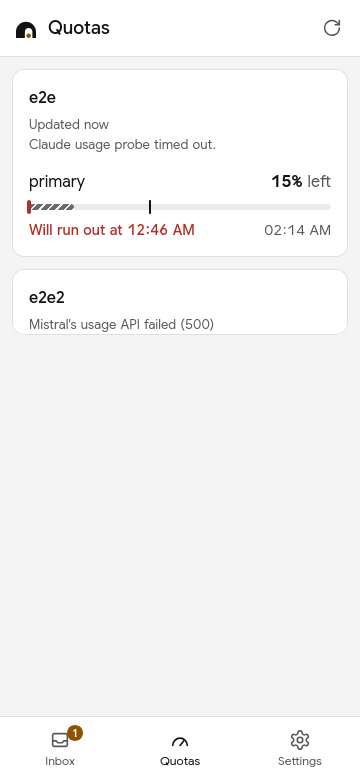 Quotas
e2e
Updated now
Claude usage probe timed out.
primary
15% left
Will run out at 12:46 AM
02:14 AM
e2e2
Mistral's usage API failed (500)
1
Inbox
Quotas
Settings